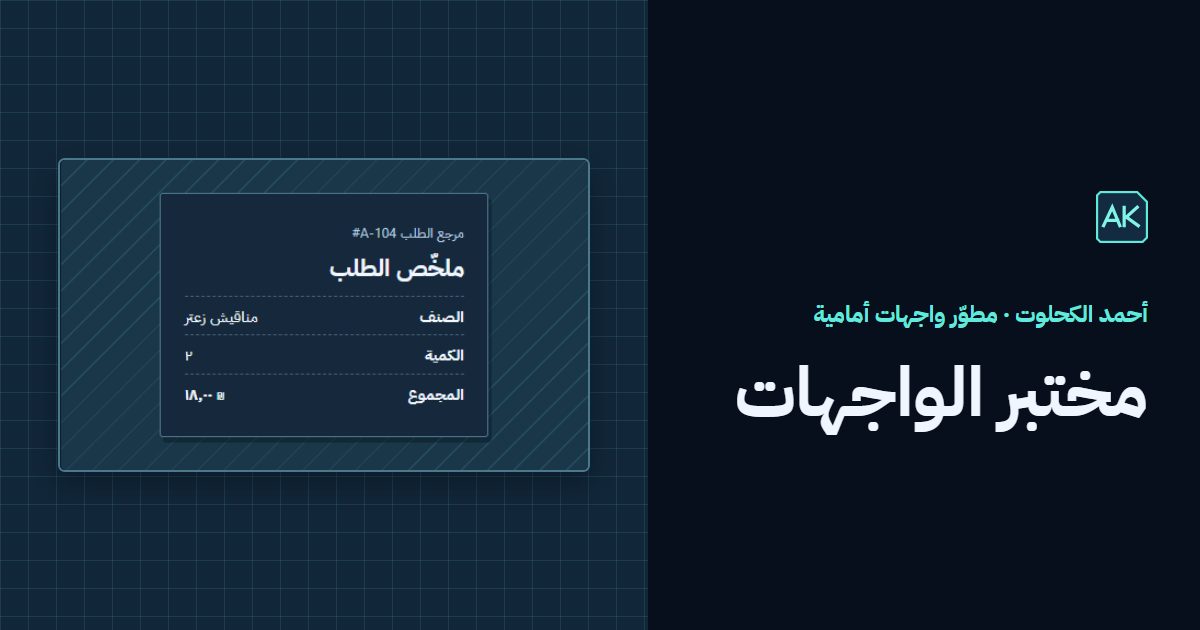 AK
أحمد الكحلوت · مطوّر واجهات أمامية
مختبر الواجهات
مرجع الطلب A-104#
ملخّص الطلب
الصنف مناقيش زعتر
الكمية ٢
المجموع ١٨,٠٠ ₪